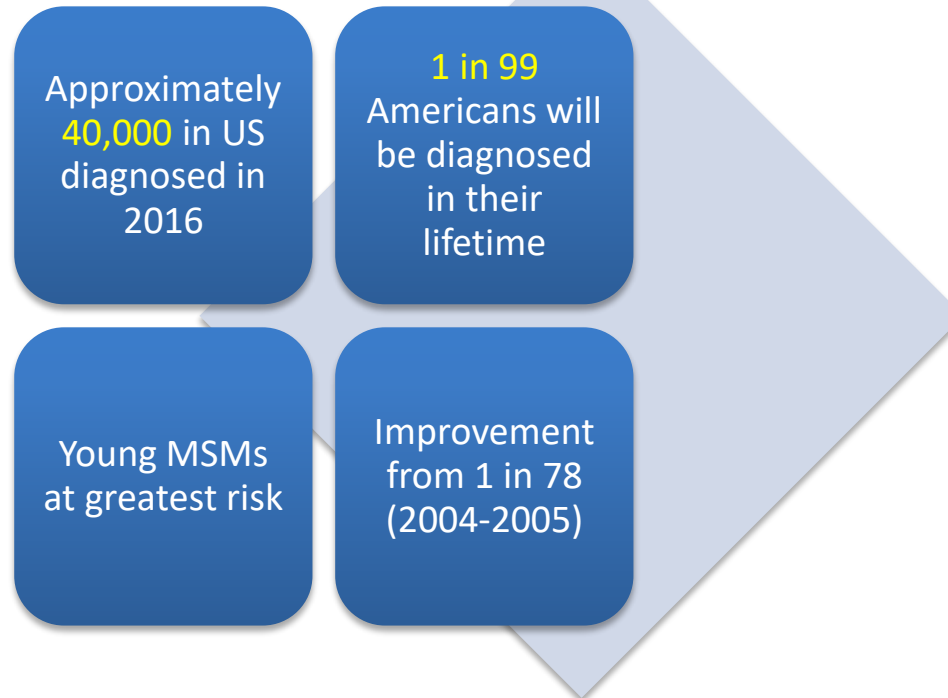 Approximately
40,000 in US
diagnosed in
2016
1 in 99
Americans will
be diagnosed
in their
lifetime
Young MSMs
at greatest risk
Improvement
from 1 in 78
(2004-2005)